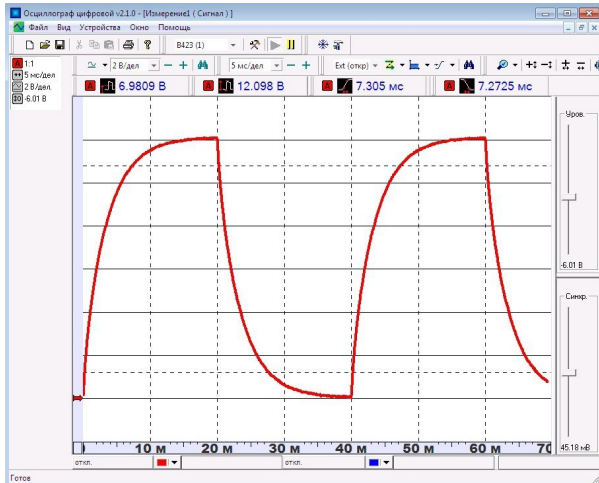 Осциллограф цифровой v2.1.0 - [Измерение1 ( Сигнал ) ]
Файл Вид Устройства Окно Помощь
B423 (1)
1:1
5 мс/дел
2 В/дел.
-6.01 В
2 В/дел 5 мс/дел Ext (откр)
A 6.9809 В A 12.098 В A 7.305 мс A 7.2725 мс
Уров.
-6.01 В
Синхр.
45.18 мВ
10 М 20 М 30 М 40 М 50 М 60 М 70
откл. откл.
Готов